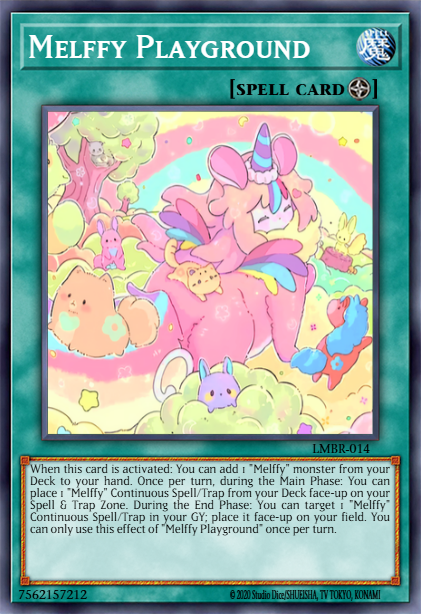 Melffy Playground
魔
[SPELL CARD]
LMBR-014
When this card is activated: You can add 1 "Melffy" monster from your
Deck to your hand. Once per turn, during the Main Phase: You can
place 1 "Melffy" Continuous Spell/Trap from your Deck face-up on your
Spell & Trap Zone. During the End Phase: You can target 1 "Melffy"
Continuous Spell/Trap in your GY; place it face-up on your field. You
can only use this effect of "Melffy Playground" once per turn.
7562157212
©2020 Studio Dice/SHUEISHA, TV TOKYO, KONAMI